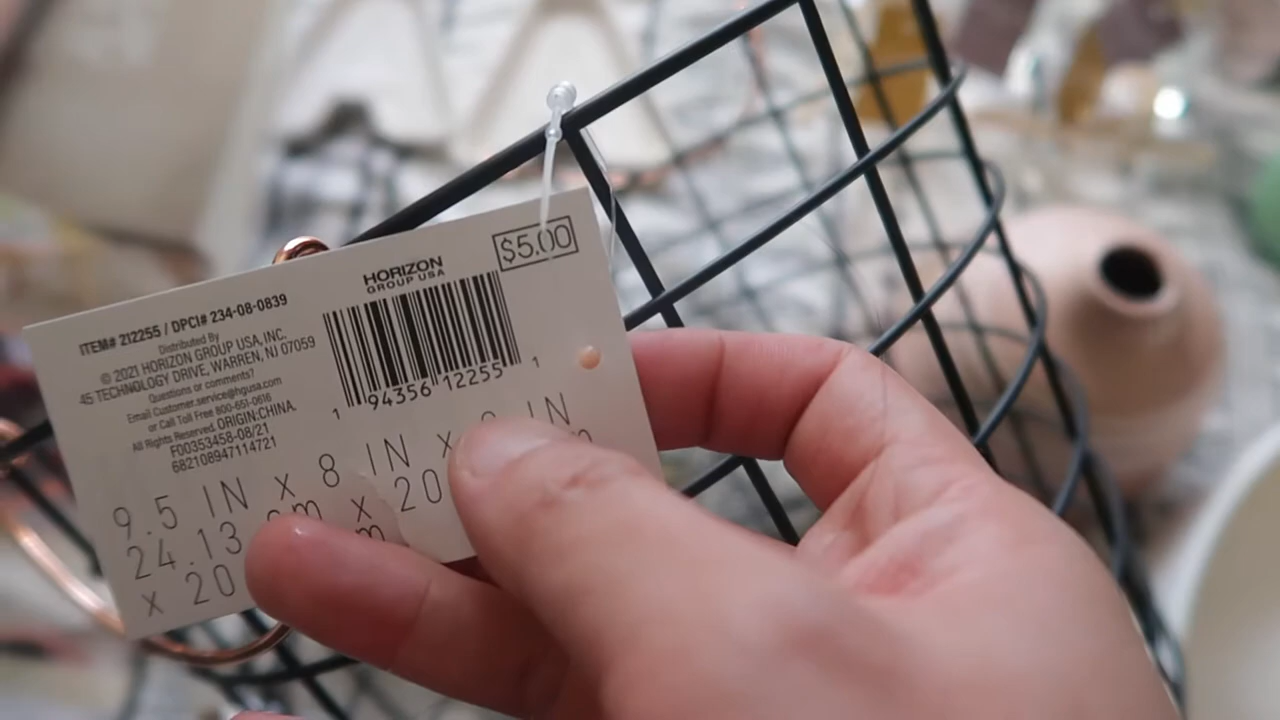 $5.00
HORIZON
GROUP USA
ITEM# 212255 / DPCI# 234-08-0839
Distributed By
© 2021 HORIZON GROUP USA, INC.
45 TECHNOLOGY DRIVE, WARREN, NJ 07059
Questions or comments?
Email Customer.service@hgusa.com
or Call Toll Free 800-651-0616
All Rights Reserved. ORIGIN:CHINA.
F00353458-08/21
682108947114721
1 94356 12255 1
9.5 IN x 8 IN x IN
24.13 cm x 20
x 20